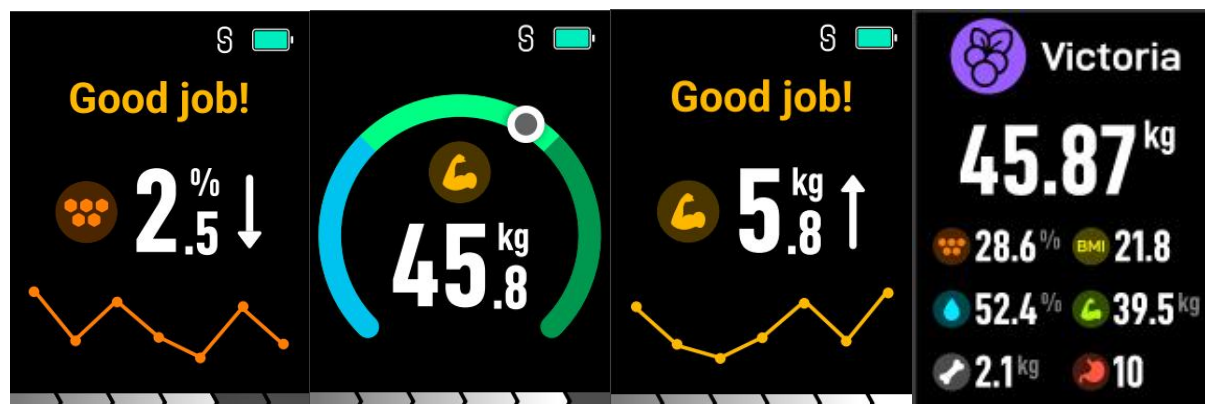 S
Good job!
2.5 %
S
45.8 kg
S
Good job!
5.8 kg
Victoria
45.87 kg
28.6 % BMI 21.8
52.4 % 39.5 kg
2.1 kg 10